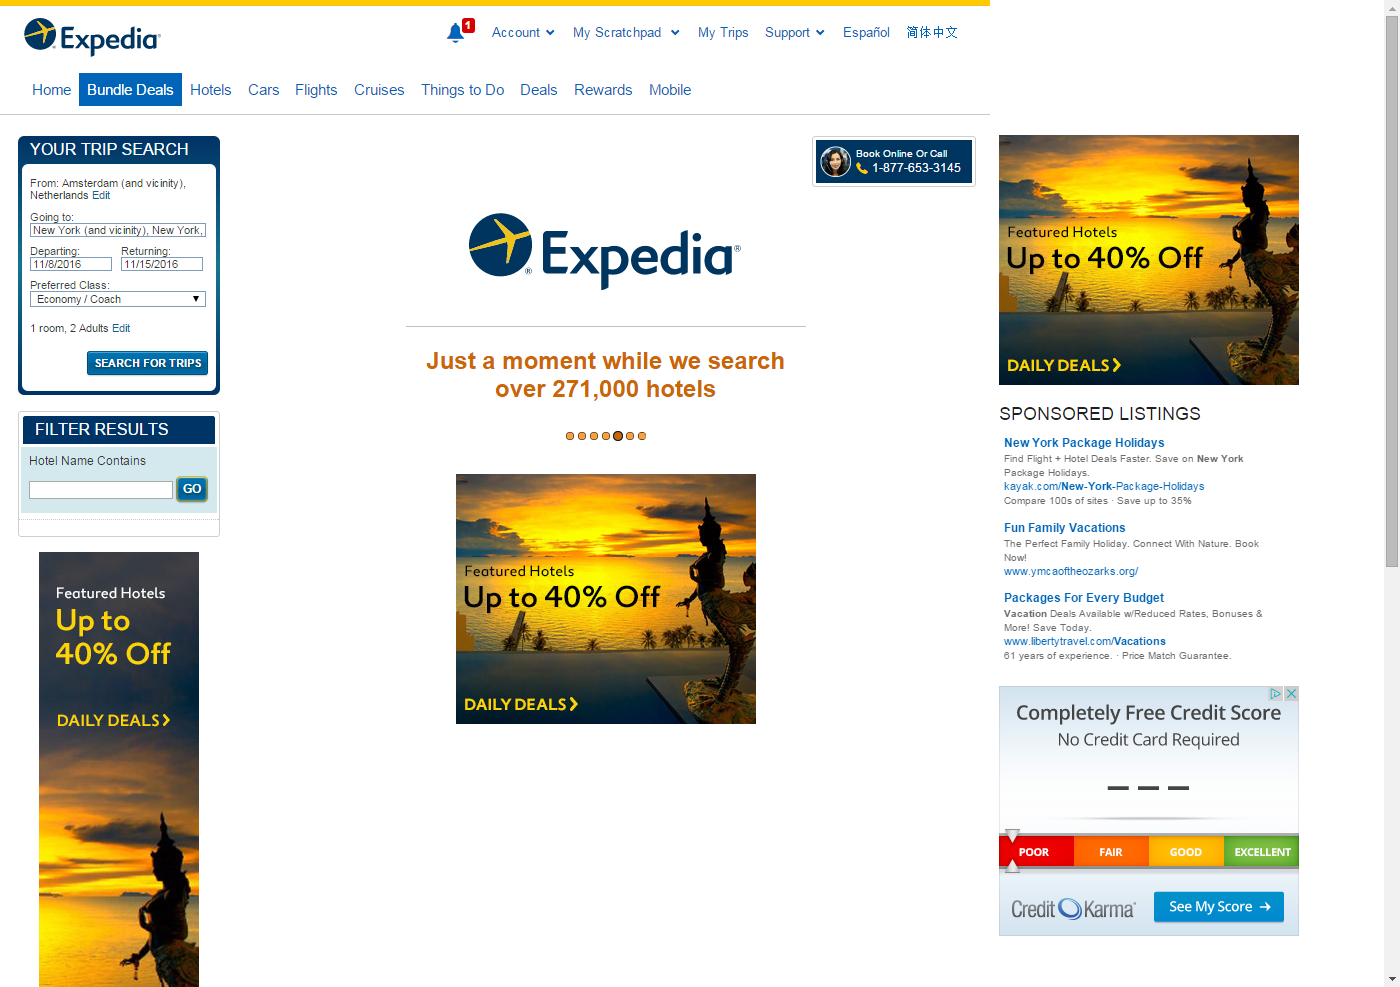 Expedia
1
Account
My Scratchpad
My Trips
Support
Español
简体中文
Home
Bundle Deals
Hotels
Cars
Flights
Cruises
Things to Do
Deals
Rewards
Mobile
YOUR TRIP SEARCH
From: Amsterdam (and vicinity),
Netherlands Edit
Going to:
New York (and vicinity), New York,
Departing:
Returning:
11/8/2016
11/15/2016
Preferred Class:
Economy / Coach
1 room, 2 Adults Edit
SEARCH FOR TRIPS
FILTER RESULTS
Hotel Name Contains
GO
Featured Hotels
Up to
40% Off
DAILY DEALS
Book Online Or Call
1-877-653-3145
Expedia®
Just a moment while we search
over 271,000 hotels
Featured Hotels
Up to 40% Off
DAILY DEALS
Featured Hotels
Up to 40% Off
DAILY DEALS
SPONSORED LISTINGS
New York Package Holidays
Find Flight + Hotel Deals Faster. Save on New York
Package Holidays.
kayak.com/New-York-Package-Holidays
Compare 100s of sites · Save up to 35%
Fun Family Vacations
The Perfect Family Holiday. Connect With Nature. Book
Now!
www.ymcaoftheozarks.org/
Packages For Every Budget
Vacation Deals Available w/Reduced Rates, Bonuses &
More! Save Today.
www.libertytravel.com/Vacations
61 years of experience. · Price Match Guarantee.
Completely Free Credit Score
No Credit Card Required
POOR
FAIR
GOOD
EXCELLENT
Credit Karma
See My Score